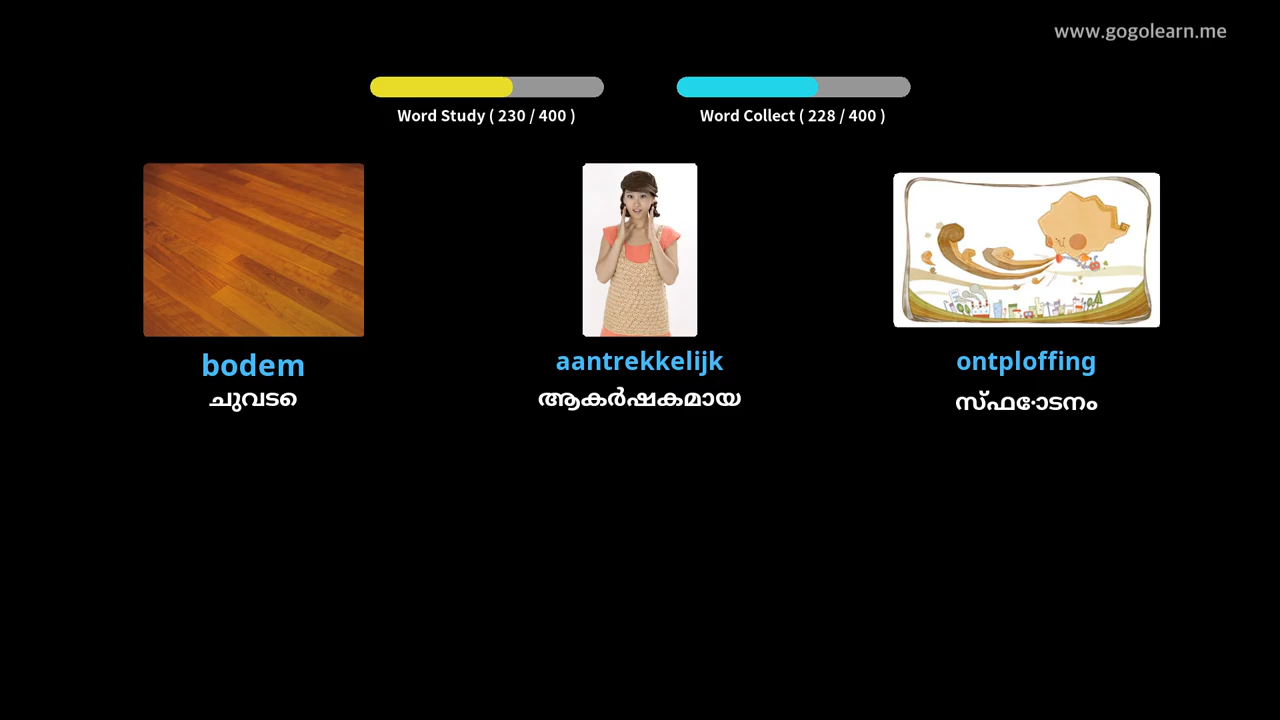 www.gogolearn.me
Word Study ( 230 / 400 )
Word Collect ( 228 / 400 )
bodem
ചുവടെ
aantrekkelijk
ആകർഷകമായ
ontploffing
സ്ഫോടനം